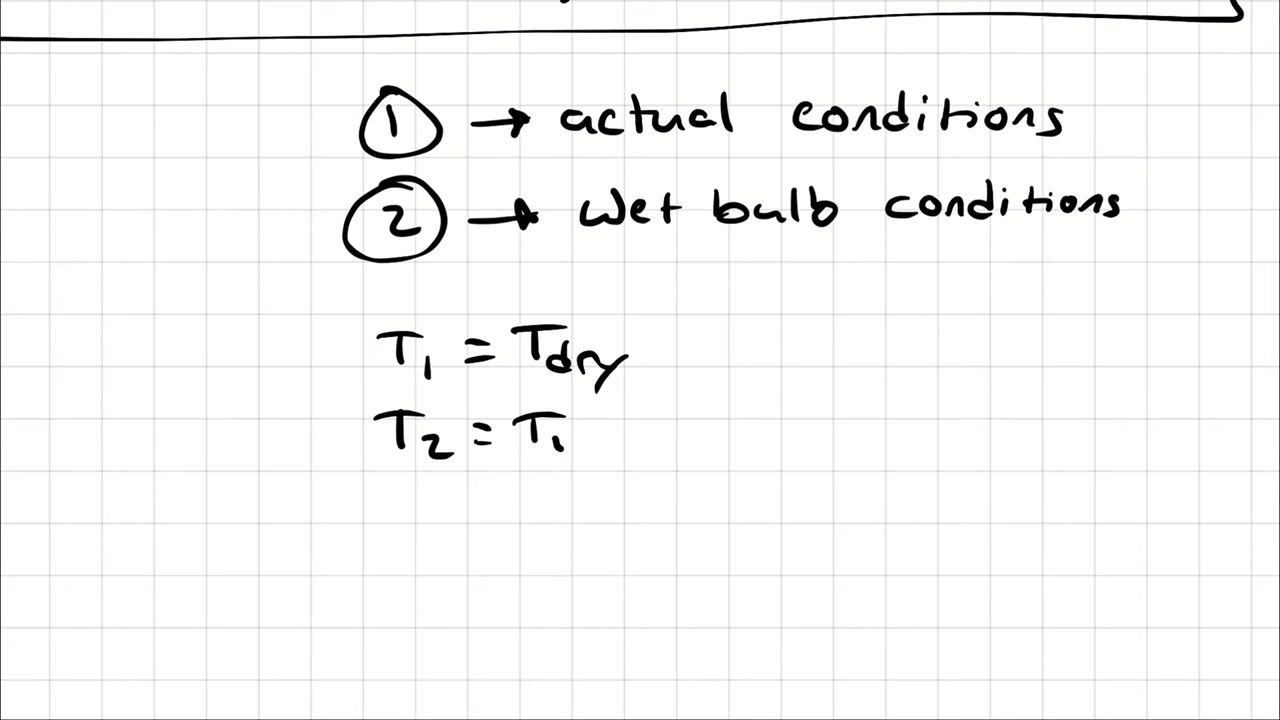 ① → actual conditions
② → wet bulb conditions
T₁ = Tdry
T₂ = T₁